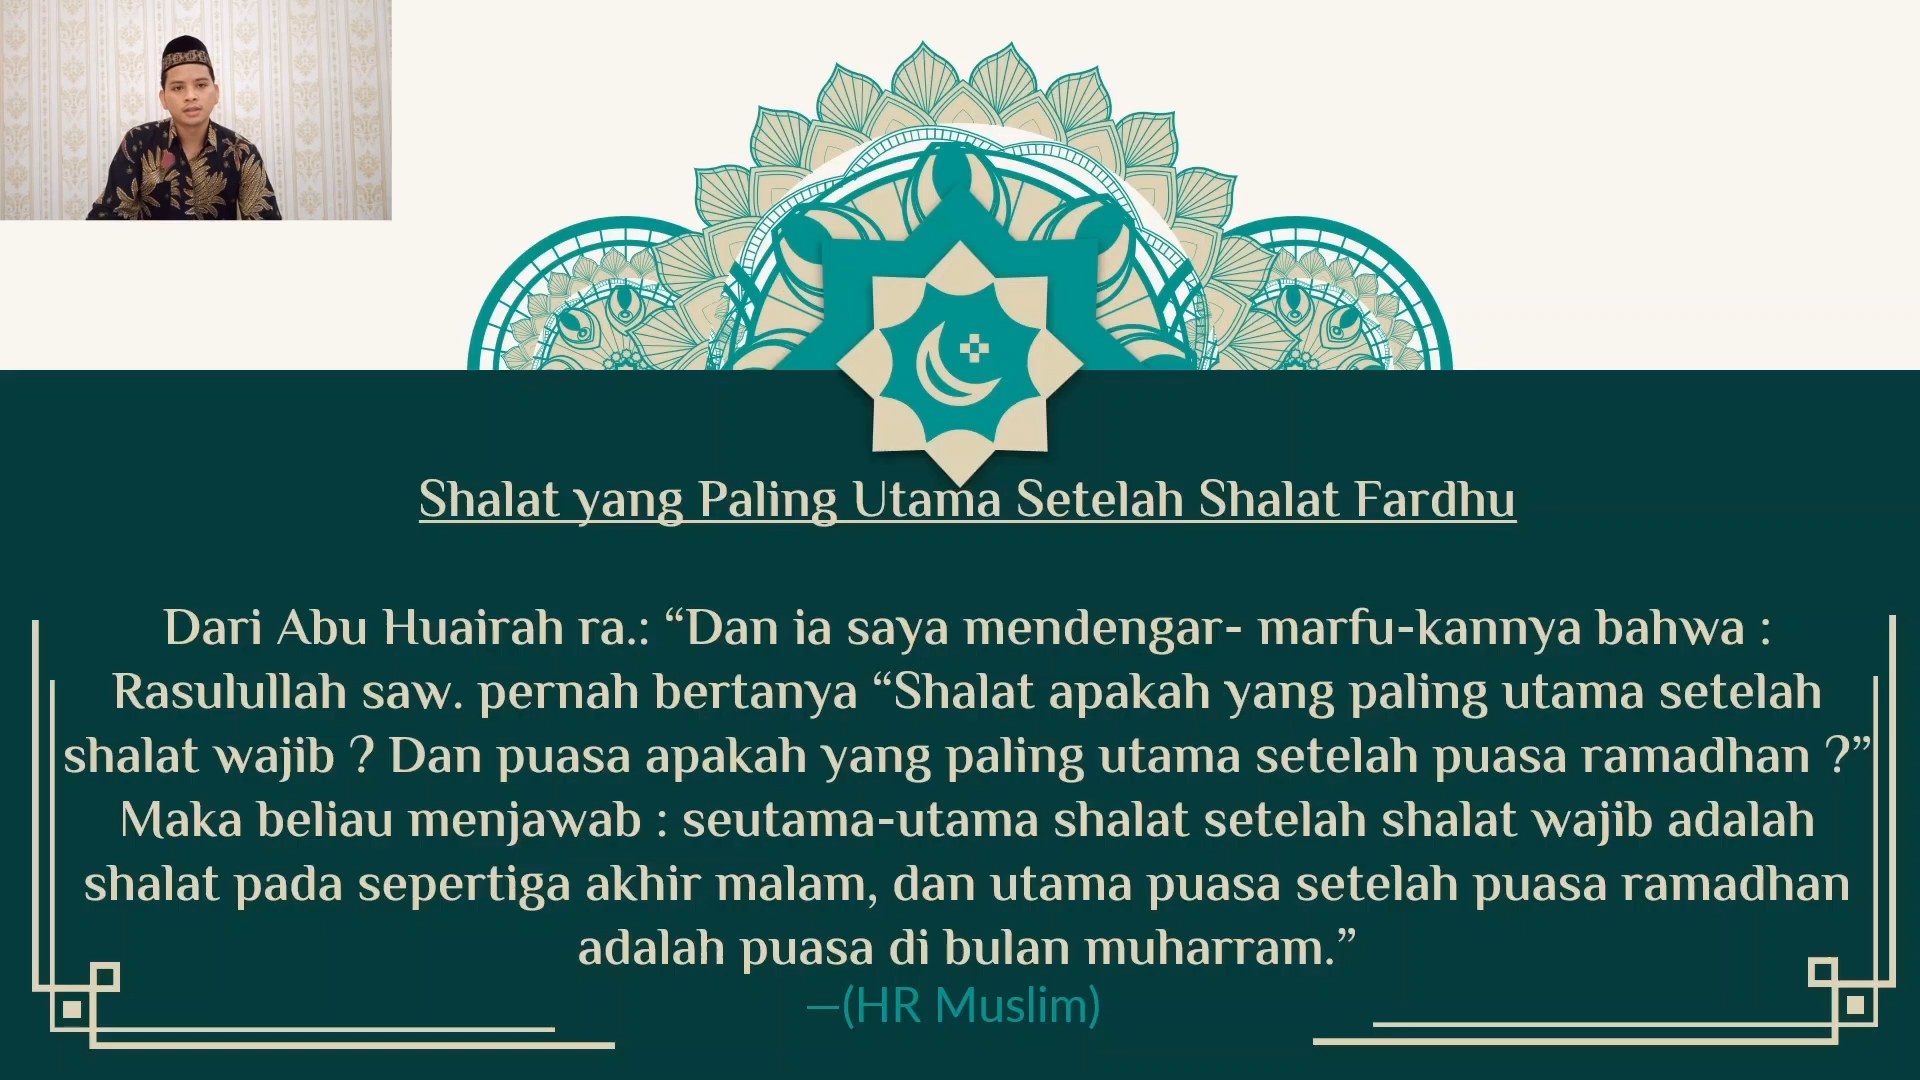 Shalat yang Paling Utama Setelah Shalat Fardhu
Dari Abu Huairah ra.: “Dan ia saya mendengar- marfu-kannya bahwa :
Rasulullah saw. pernah bertanya “Shalat apakah yang paling utama setelah
shalat wajib ? Dan puasa apakah yang paling utama setelah puasa ramadhan ?”
Maka beliau menjawab : seutama-utama shalat setelah shalat wajib adalah
shalat pada sepertiga akhir malam, dan utama puasa setelah puasa ramadhan
adalah puasa di bulan muharram.”
—(HR Muslim)